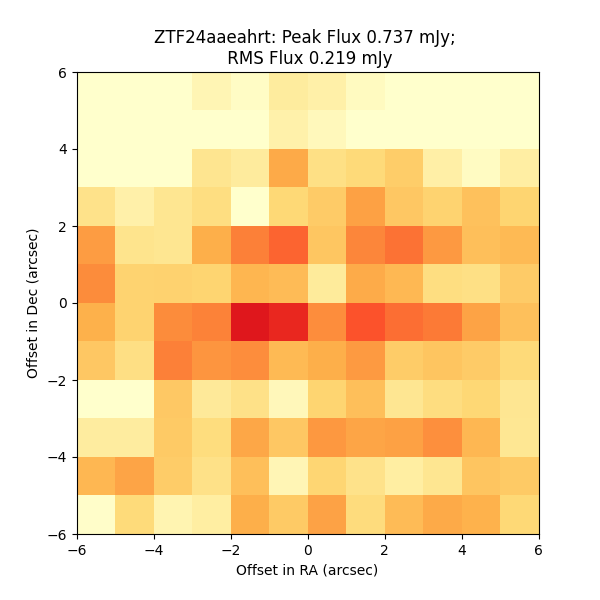 ZTF24aaeahrt: Peak Flux 0.737 mJy;
RMS Flux 0.219 mJy
6
4
2
0
−2
−4
−6
Offset in Dec (arcsec)
−6 −4 −2 0 2 4 6
Offset in RA (arcsec)